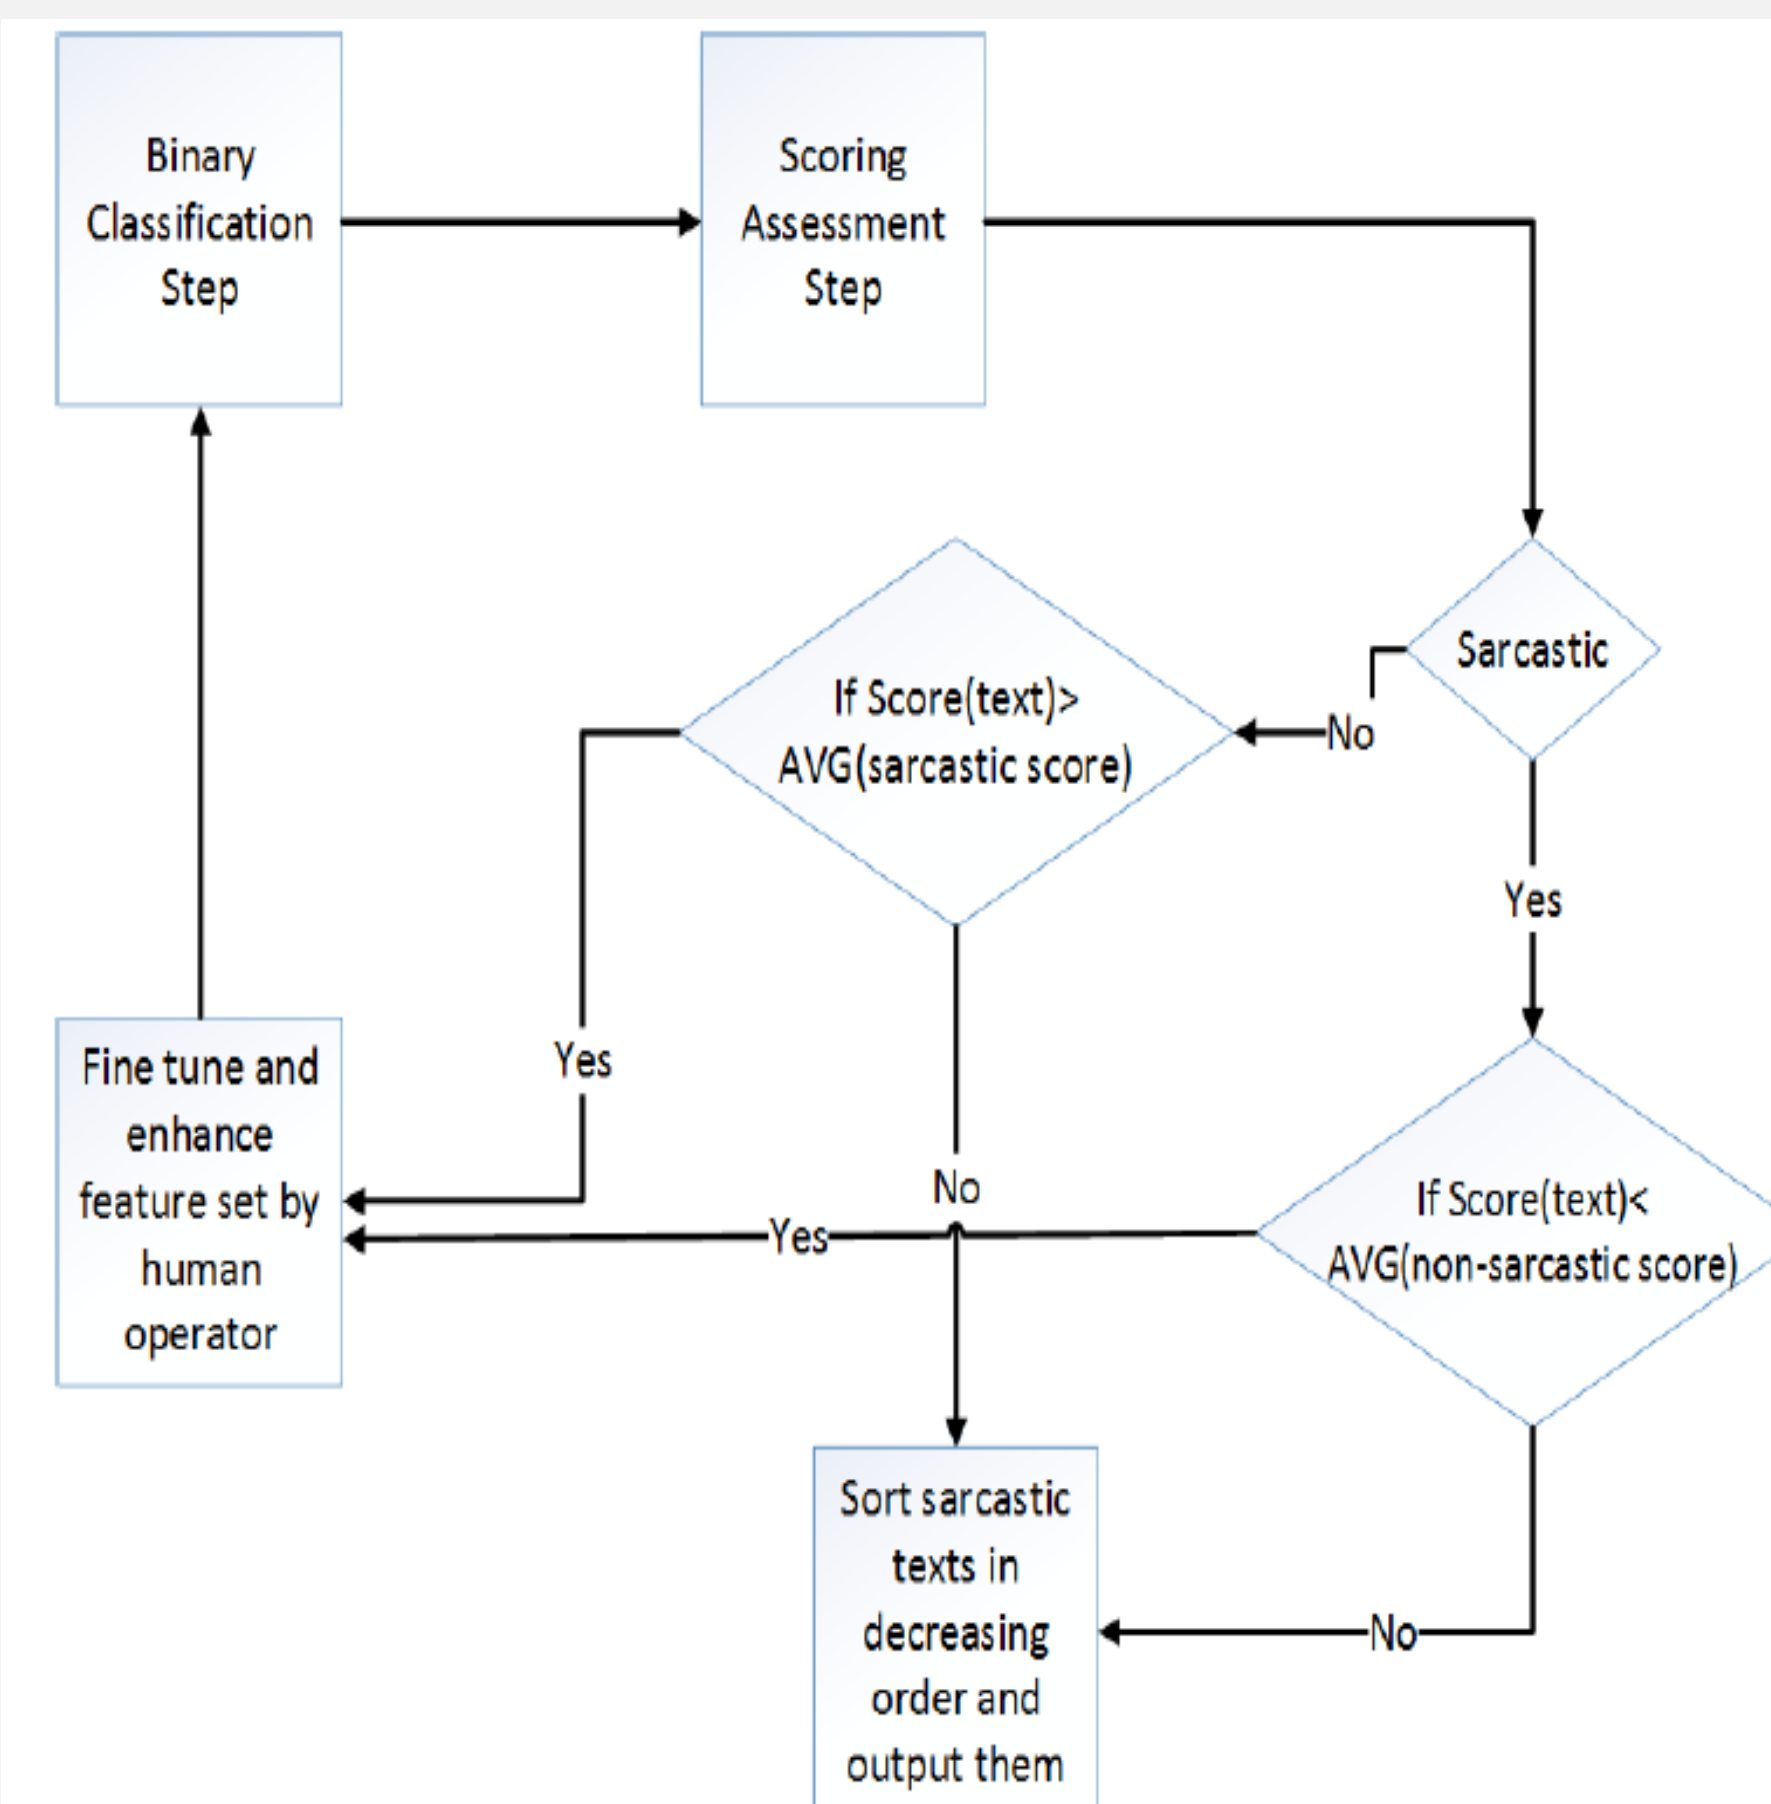 Binary
Classification
Step
Scoring
Assessment
Step
Sarcastic
If Score(text)>
AVG(sarcastic score)
No
Yes
Fine tune and
enhance
feature set by
human
operator
Yes
No
Yes
If Score(text)<
AVG(non-sarcastic score)
Sort sarcastic
texts in
decreasing
order and
output them
No